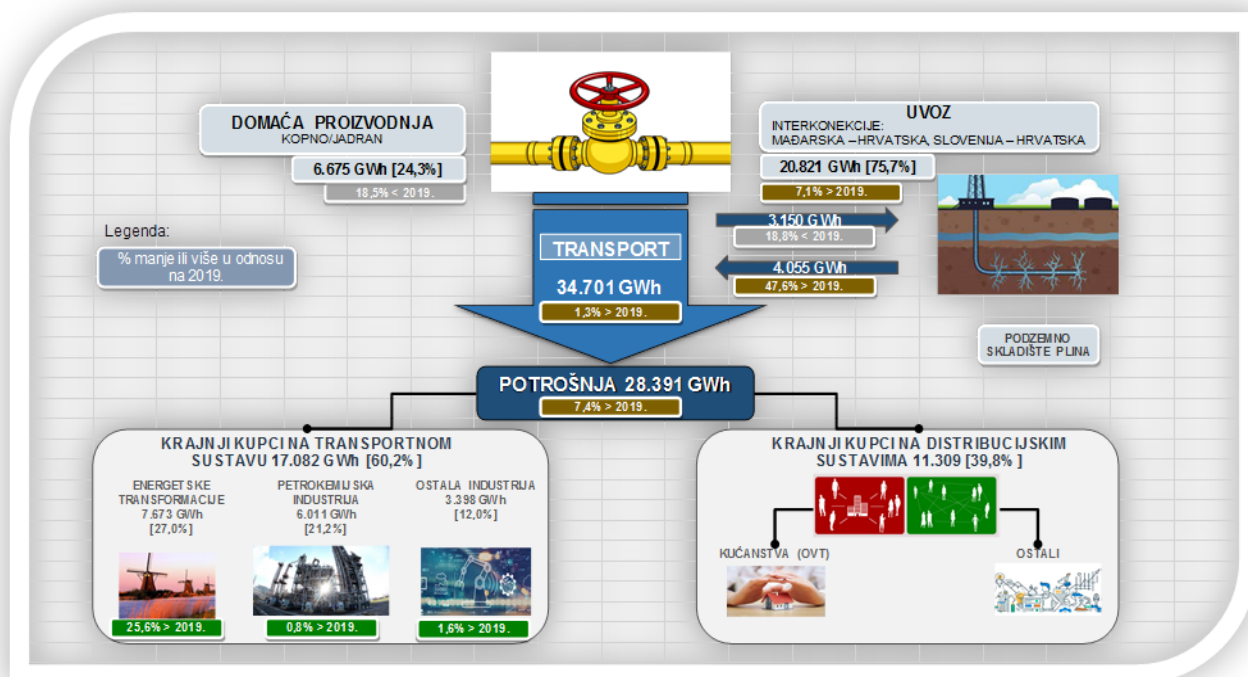 DOMAĆA PROIZVODNJA
KOPNO/JADRAN
6.675 GWh [24,3%]
18,5% < 2019.
UVOZ
INTERKONEKCIJE:
MAĐARSKA – HRVATSKA, SLOVENIJA – HRVATSKA
20.821 GWh [75,7%]
7,1% > 2019.
3.150 GWh
18,8% < 2019.
4.055 GWh
47,6% > 2019.
Legenda:
% manje ili više u odnosu
na 2019.
TRANSPORT
34.701 GWh
1,3% > 2019.
PODZEMNO
SKLADIŠTE PLINA
POTROŠNJA 28.391 GWh
7,4% > 2019.
KRAJNJI KUPCI NA TRANSPORTNOM
SUSTAVU 17.082 GWh [60,2% ]
ENERGETSKE
TRANSFORMACIJE
7.673 GWh
[27,0%]
25,6% > 2019.
PETROKEMIJSKA
INDUSTRIJA
6.011 GWh
[21,2%]
0,8% > 2019.
OSTALA INDUSTRIJA
3.398 GWh
[12,0%]
1,6% > 2019.
KRAJNJI KUPCI NA DISTRIBUCIJSKIM
SUSTAVIMA 11.309 [39,8% ]
KUĆANSTVA (OVT)
OSTALI